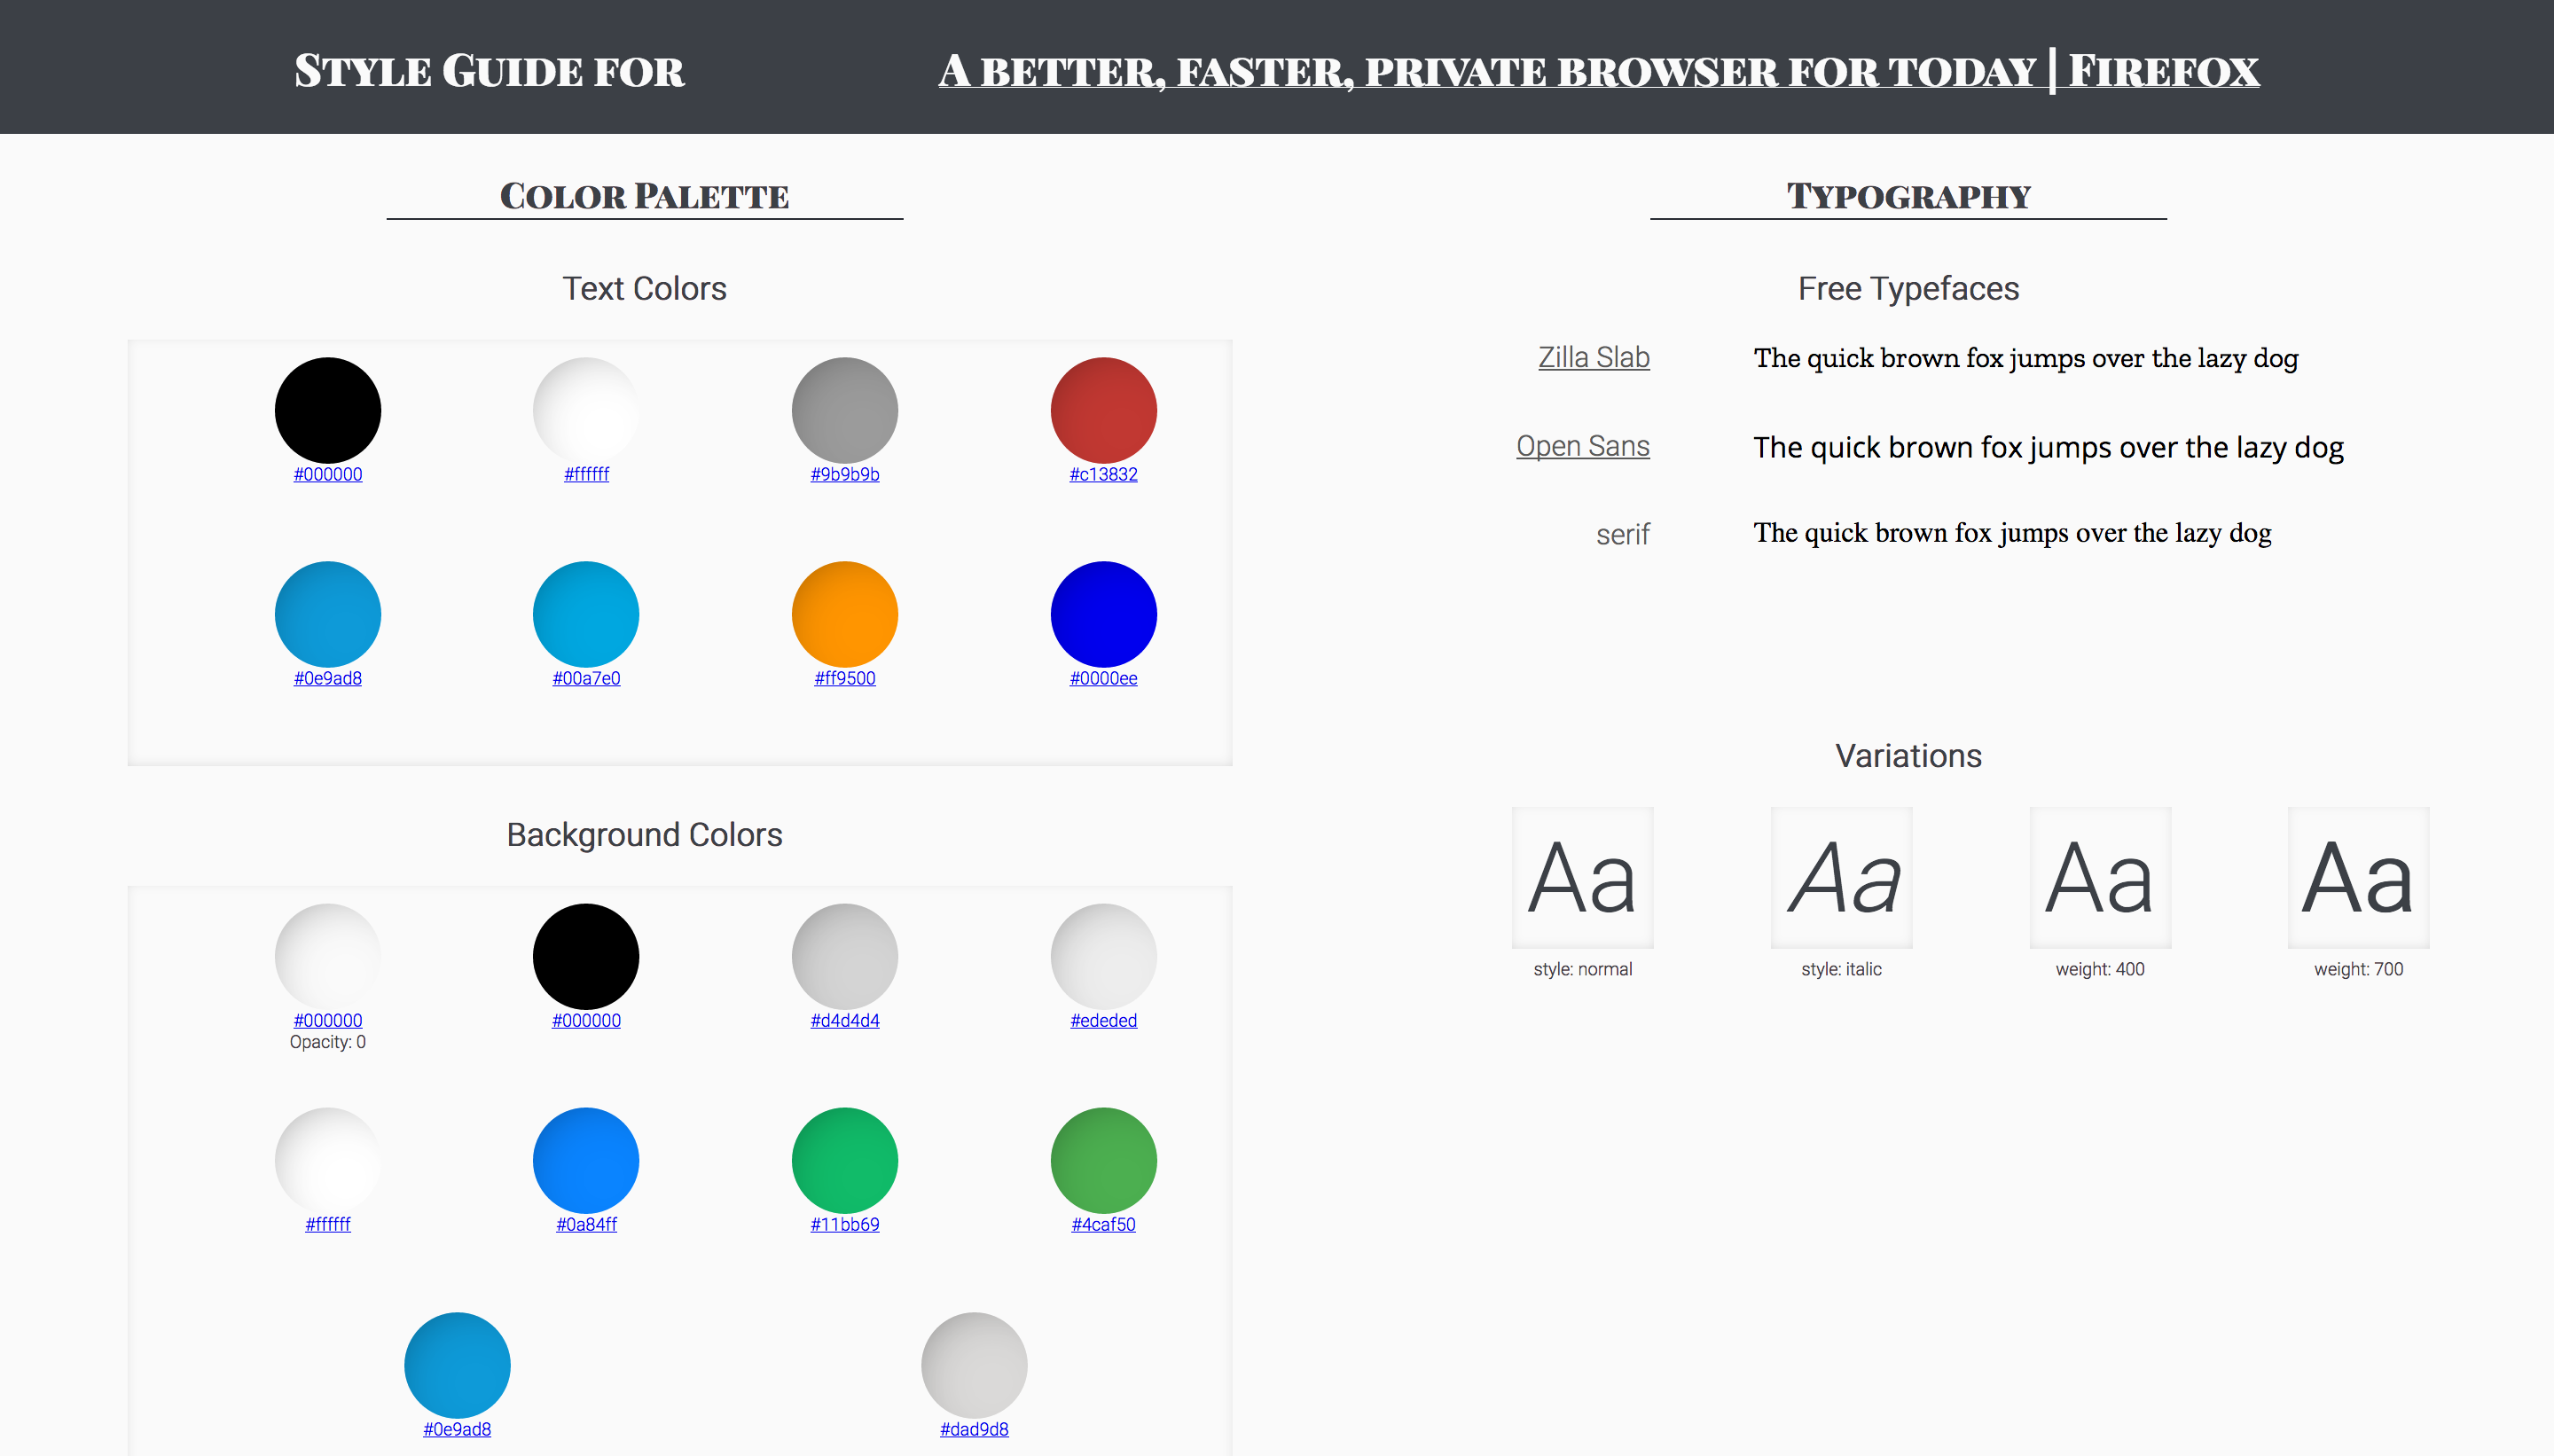 Style Guide for
A better, faster, private browser for today | Firefox
Color Palette
Text Colors
#000000
#ffffff
#9b9b9b
#c13832
#0e9ad8
#00a7e0
#ff9500
#0000ee
Background Colors
#000000
Opacity: 0
#000000
#d4d4d4
#ededed
#ffffff
#0a84ff
#11bb69
#4caf50
#0e9ad8
#dad9d8
Typography
Free Typefaces
Zilla Slab
The quick brown fox jumps over the lazy dog
Open Sans
The quick brown fox jumps over the lazy dog
serif
The quick brown fox jumps over the lazy dog
Variations
Aa
style: normal
Aa
style: italic
Aa
weight: 400
Aa
weight: 700